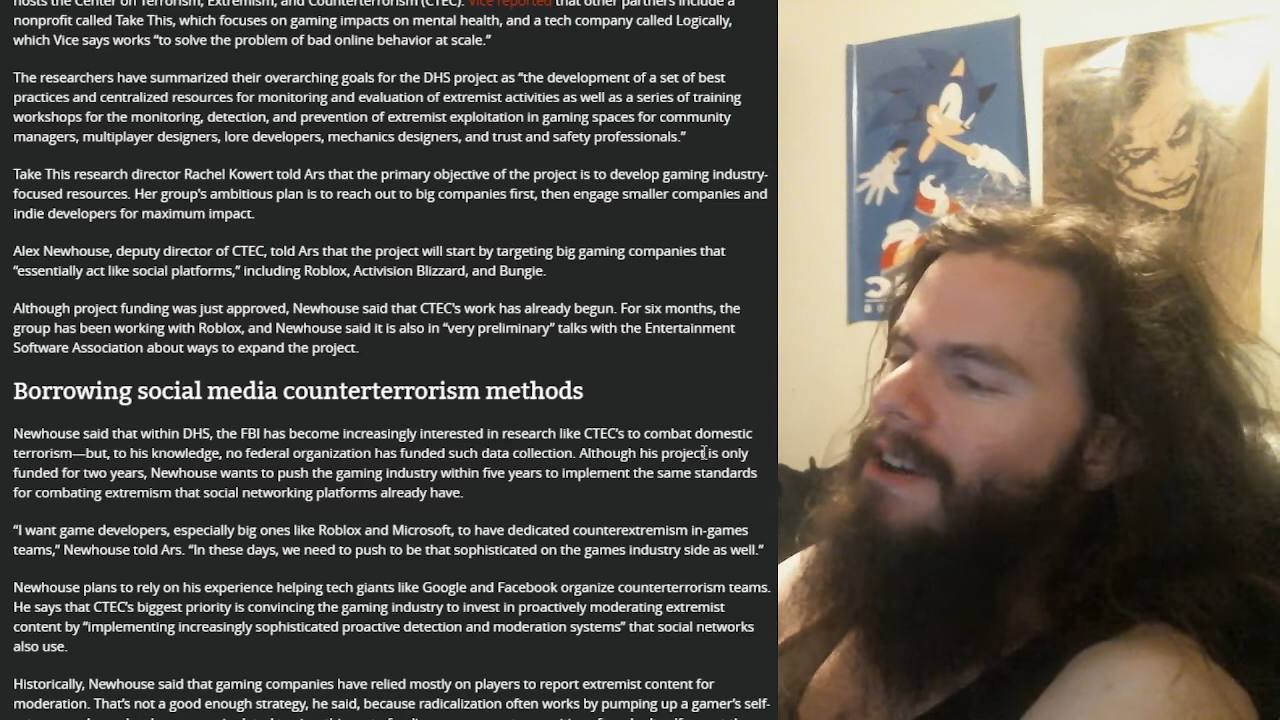 hosts the Center on Terrorism, Extremism, and Counterterrorism (CTEC). Vice reported that other partners include a
nonprofit called Take This, which focuses on gaming impacts on mental health, and a tech company called Logically,
which Vice says works “to solve the problem of bad online behavior at scale.”
The researchers have summarized their overarching goals for the DHS project as “the development of a set of best
practices and centralized resources for monitoring and evaluation of extremist activities as well as a series of training
workshops for the monitoring, detection, and prevention of extremist exploitation in gaming spaces for community
managers, multiplayer designers, lore developers, mechanics designers, and trust and safety professionals.”
Take This research director Rachel Kowert told Ars that the primary objective of the project is to develop gaming industry-
focused resources. Her group's ambitious plan is to reach out to big companies first, then engage smaller companies and
indie developers for maximum impact.
Alex Newhouse, deputy director of CTEC, told Ars that the project will start by targeting big gaming companies that
“essentially act like social platforms,” including Roblox, Activision Blizzard, and Bungie.
Although project funding was just approved, Newhouse said that CTEC's work has already begun. For six months, the
group has been working with Roblox, and Newhouse said it is also in “very preliminary” talks with the Entertainment
Software Association about ways to expand the project.
Borrowing social media counterterrorism methods
Newhouse said that within DHS, the FBI has become increasingly interested in research like CTEC’s to combat domestic
terrorism—but, to his knowledge, no federal organization has funded such data collection. Although his project is only
funded for two years, Newhouse wants to push the gaming industry within five years to implement the same standards
for combating extremism that social networking platforms already have.
“I want game developers, especially big ones like Roblox and Microsoft, to have dedicated counterextremism in-games
teams,” Newhouse told Ars. “In these days, we need to push to be that sophisticated on the games industry side as well.”
Newhouse plans to rely on his experience helping tech giants like Google and Facebook organize counterterrorism teams.
He says that CTEC’s biggest priority is convincing the gaming industry to invest in proactively moderating extremist
content by “implementing increasingly sophisticated proactive detection and moderation systems” that social networks
also use.
Historically, Newhouse said that gaming companies have relied mostly on players to report extremist content for
moderation. That’s not a good enough strategy, he said, because radicalization often works by pumping up a gamer’s self-